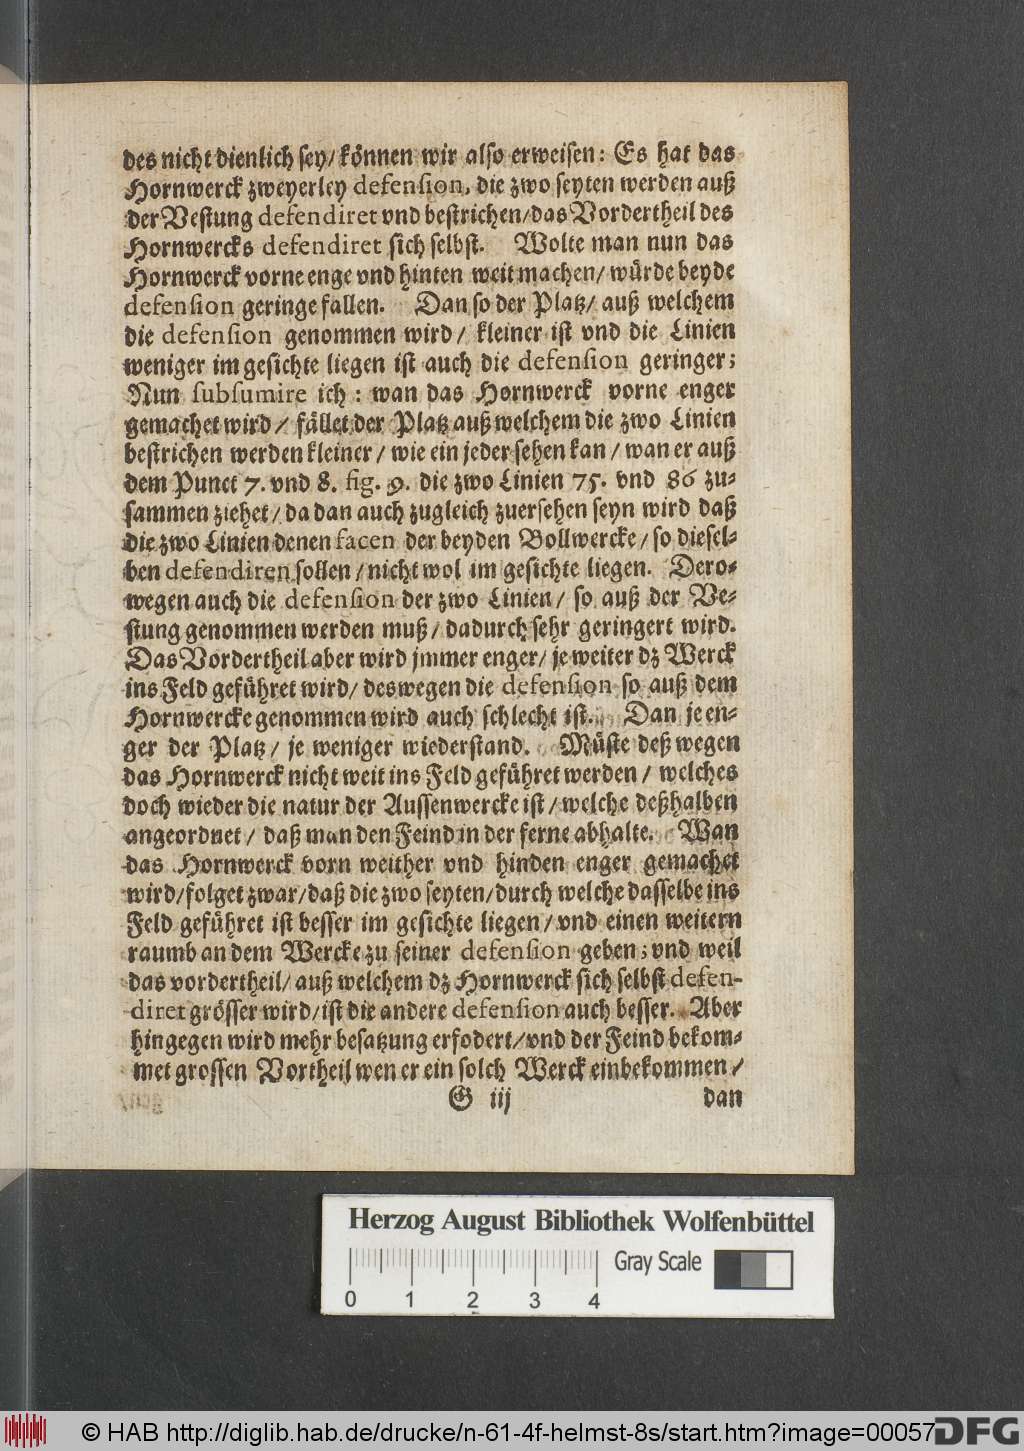 des nicht dienlich sey/ können wir also erweisen: Es hat das
Hornwerck zweyerley defension, die zwo seyten werden auß
der Vestung defendiret vnd bestrichen/ das Vordertheil des
Hornwercks defendiret sich selbst. Wolte man nun das
Hornwerck vorne enge vnd hinten weit machen/ würde beyde
defension geringe fallen. Dan so der Platz/ auß welchem
die defension genommen wird/ kleiner ist vnd die Linien
weniger im gesichte liegen ist auch die defension geringer;
Nun subsumire ich: wan das Hornwerck vorne enger
gemachet wird/ fället der Platz auß welchem die zwo Linien
bestrichen werden kleiner/ wie ein jeder sehen kan/ wan er auß
dem Punct 7. vnd 8. fig. 9. die zwo Linien 75. vnd 86 zu-
sammen ziehet/ da dan auch zugleich zuersehen seyn wird daß
die zwo Linien denen facen der beyden Bollwercke/ so diesel-
ben defendiren sollen/ nicht wol im gesichte liegen. Dero-
wegen auch die defension der zwo Linien/ so auß der Ve-
stung genommen werden muß/ dadurch sehr geringert wird.
Das Vordertheil aber wird jmmer enger/ je weiter dz Werck
ins Feld geführet wird/ deswegen die defension so auß dem
Hornwercke genommen wird auch schlecht ist. Dan je en-
ger der Platz/ je weniger wiederstand. Müste deß wegen
das Hornwerck nicht weit ins Feld geführet werden/ welches
doch wieder die natur der Aussenwercke ist/ welche deßhalben
angeordnet/ daß man den Feind in der ferne abhalte. Wan
das Hornwerck vorn weither vnd hinden enger gemachet
wird/ folget zwar/ daß die zwo seyten/ durch welche dasselbe ins
Feld geführet ist besser im gesichte liegen/ vnd einen weitern
raumb an dem Wercke zu seiner defension geben; vnd weil
das vordertheil/ auß welchem dz Hornwerck sich selbst defen-
diret grösser wird/ ist die andere defension auch besser. Aber
hingegen wird mehr besatzung erfodert/ vnd der Feind bekom-
met grossen Vortheil wen er ein solch Werck einbekommen/
G iij dan
Herzog August Bibliothek Wolfenbüttel
Gray Scale
0 1 2 3 4
© HAB http://diglib.hab.de/drucke/n-61-4f-helmst-8s/start.htm?image=00057
DFG